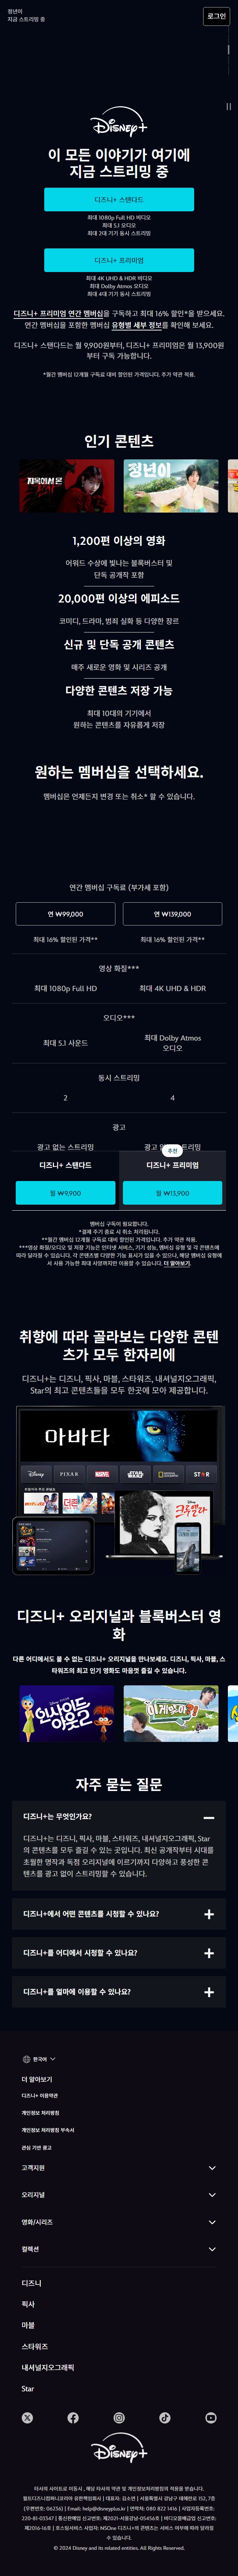 정년이
지금 스트리밍 중
로그인
Disney+
이 모든 이야기가 여기에
지금 스트리밍 중
디즈니+ 스탠다드
최대 1080p Full HD 비디오
최대 5.1 오디오
최대 2대 기기 동시 스트리밍
디즈니+ 프리미엄
최대 4K UHD & HDR 비디오
최대 Dolby Atmos 오디오
최대 4대 기기 동시 스트리밍
디즈니+ 프리미엄 연간 멤버십을 구독하고 최대 16% 할인*을 받으세요.
연간 멤버십을 포함한 멤버십 유형별 세부 정보를 확인해 보세요.
디즈니+ 스탠다드는 월 9,900원부터, 디즈니+ 프리미엄은 월 13,900원
부터 구독 가능합니다.
*월간 멤버십 12개월 구독료 대비 할인된 가격입니다. 추가 약관 적용.
인기 콘텐츠
지옥에서 온
정년이
1,200편 이상의 영화
어워드 수상에 빛나는 블록버스터 및
단독 공개작 포함
20,000편 이상의 에피소드
코미디, 드라마, 범죄 실화 등 다양한 장르
신규 및 단독 공개 콘텐츠
매주 새로운 영화 및 시리즈 공개
다양한 콘텐츠 저장 가능
최대 10대의 기기에서
원하는 콘텐츠를 자유롭게 저장
원하는 멤버십을 선택하세요.
멤버십은 언제든지 변경 또는 취소* 할 수 있습니다.
연간 멤버십 구독료 (부가세 포함)
연 ₩99,000
연 ₩139,000
최대 16% 할인된 가격**
최대 16% 할인된 가격**
영상 화질***
최대 1080p Full HD
최대 4K UHD & HDR
오디오***
최대 5.1 사운드
최대 Dolby Atmos
오디오
동시 스트리밍
2
4
광고
광고 없는 스트리밍
추천
디즈니+ 스탠다드
디즈니+ 프리미엄
월 ₩9,900
월 ₩13,900
멤버십 구독이 필요합니다.
*결제 주기 종료 시 취소 처리됩니다.
**월간 멤버십 12개월 구독료 대비 할인된 가격입니다. 추가 약관 적용.
***영상 화질/오디오 및 저장 기능은 인터넷 서비스, 기기 성능, 멤버십 유형 및 각 콘텐츠에
따라 달라질 수 있습니다. 각 콘텐츠별 다양한 기능 표시가 있을 수 있으나, 해당 멤버십 유형에
서 사용 가능한 최대 사양까지만 이용할 수 있습니다. 더 알아보기.
취향에 따라 골라보는 다양한 콘텐
츠가 모두 한자리에
디즈니+는 디즈니, 픽사, 마블, 스타워즈, 내셔널지오그래픽,
Star의 최고 콘텐츠들을 모두 한곳에 모아 제공합니다.
아바타
Disney
PIXAR
MARVEL
STAR WARS
NATIONAL GEOGRAPHIC
STAR
크루엘라
디즈니+ 오리지널과 블록버스터 영
화
다른 어디에서도 볼 수 없는 디즈니+ 오리지널을 만나보세요. 디즈니, 픽사, 마블, 스
타워즈의 최고 인기 영화도 마음껏 즐길 수 있습니다.
인사이드
아웃2
자주 묻는 질문
디즈니+는 무엇인가요?
디즈니+는 디즈니, 픽사, 마블, 스타워즈, 내셔널지오그래픽, Star
의 콘텐츠를 모두 즐길 수 있는 곳입니다. 최신 공개작부터 시대를
초월한 명작과 독점 오리지널에 이르기까지 다양하고 풍성한 콘
텐츠를 광고 없이 스트리밍할 수 있습니다.
디즈니+에서 어떤 콘텐츠를 시청할 수 있나요?
디즈니+를 어디에서 시청할 수 있나요?
디즈니+를 얼마에 이용할 수 있나요?
한국어
더 알아보기
디즈니+ 이용약관
개인정보 처리방침
개인정보 처리방침 부속서
관심 기반 광고
고객지원
오리지널
영화/시리즈
컬렉션
디즈니
픽사
마블
스타워즈
내셔널지오그래픽
Star
Disney+
타사의 사이트로 이동시 , 해당 타사의 약관 및 개인정보처리방침의 적용을 받습니다.
월트디즈니컴퍼니코리아 유한책임회사 | 대표자: 김소연 | 서울특별시 강남구 테헤란로 152, 7층
(우편번호: 06236) | Email: help@disneyplus.kr | 연락처: 080 822 1416 | 사업자등록번호:
220-81-03347 | 통신판매업 신고번호: 제2021-서울강남-05456호 | 비디오물배급업 신고번호:
제2016-16호 | 호스팅서비스 사업자: NSOne 디즈니+의 콘텐츠는 서비스 여부에 따라 달라질
수 있습니다.
© 2024 Disney and its related entities. All Rights Reserved.